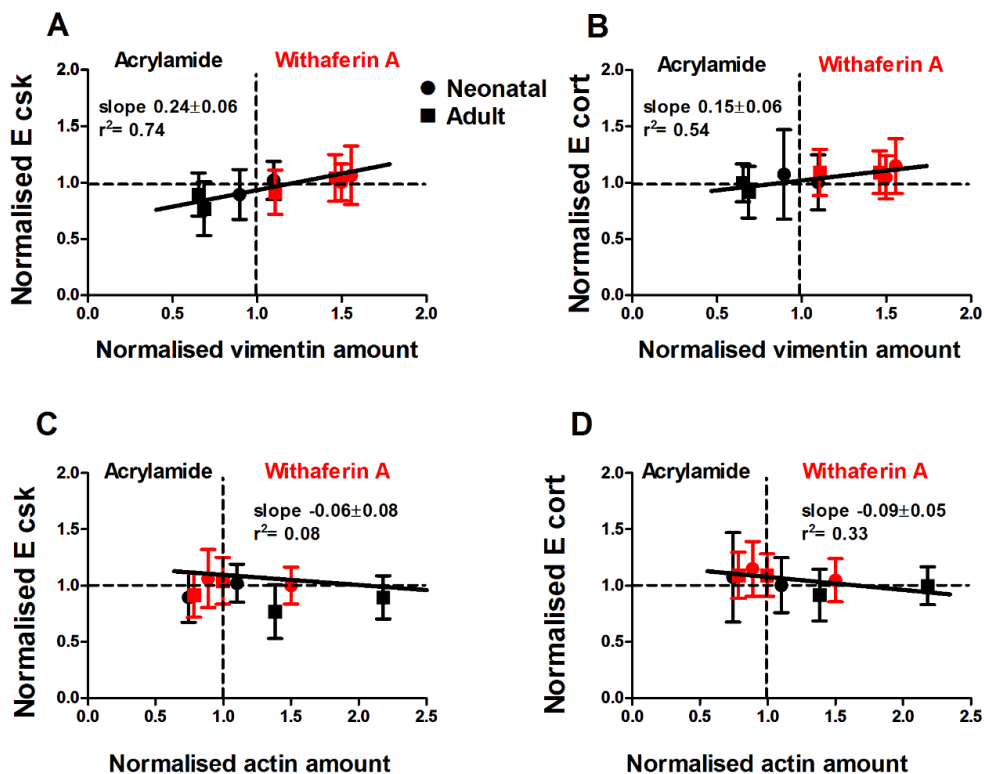 A
Acrylamide Withaferin A
2.0
1.5
1.0
0.5
0.0
Normalised E csk
slope 0.24±0.06
r2= 0.74
0.0 0.5 1.0 1.5 2.0
Normalised vimentin amount
Neonatal
Adult
B
Acrylamide Withaferin A
2.0
1.5
1.0
0.5
0.0
Normalised E cort
slope 0.15±0.06
r2= 0.54
0.0 0.5 1.0 1.5 2.0
Normalised vimentin amount
C
Acrylamide Withaferin A
2.0
1.5
1.0
0.5
0.0
Normalised E csk
slope -0.06±0.08
r2= 0.08
0.0 0.5 1.0 1.5 2.0 2.5
Normalised actin amount
D
Acrylamide Withaferin A
2.0
1.5
1.0
0.5
0.0
Normalised E cort
slope -0.09±0.05
r2= 0.33
0.0 0.5 1.0 1.5 2.0 2.5
Normalised actin amount